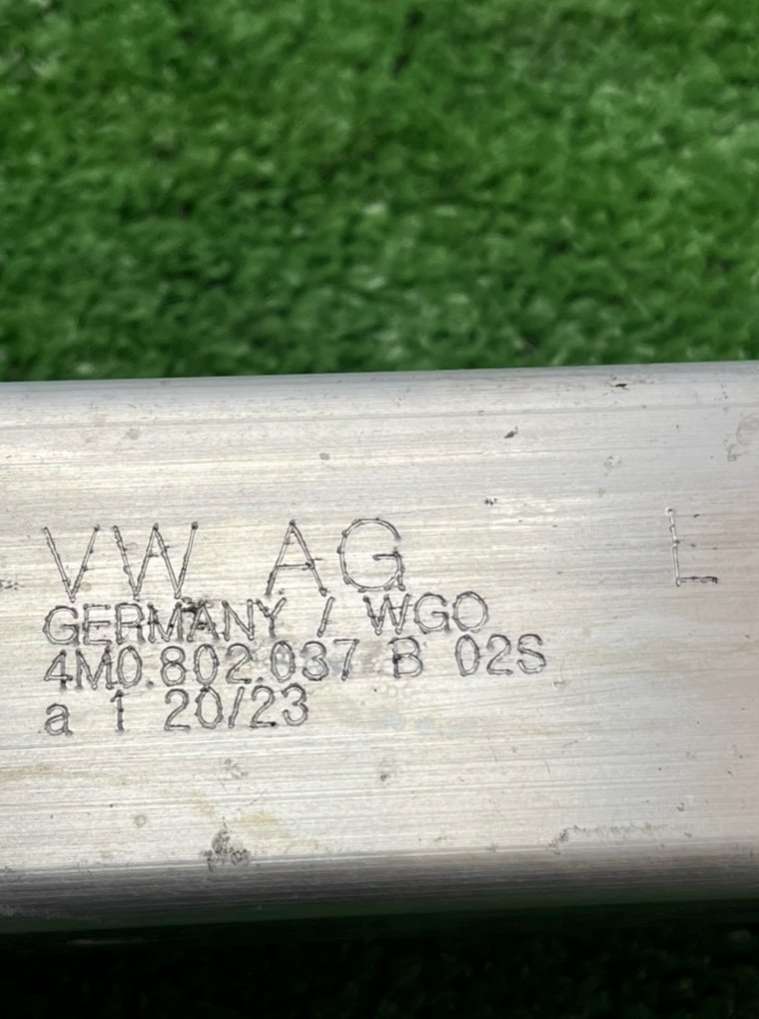 VW AG L
GERMANY / WGO
4M0.802.037 B 02S
a 1 20/23